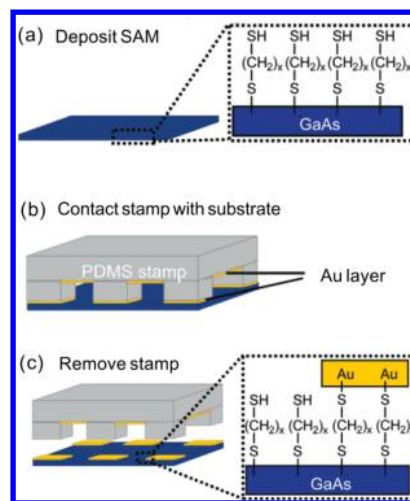 (a) Deposit SAM
SH SH SH SH
(CH₂)ₓ (CH₂)ₓ (CH₂)ₓ (CH₂)ₓ
S S S S
GaAs
(b) Contact stamp with substrate
PDMS stamp
Au layer
(c) Remove stamp
Au Au
SH SH S S
(CH₂)ₓ (CH₂)ₓ (CH₂)ₓ (CH₂)ₓ
S S S S
GaAs